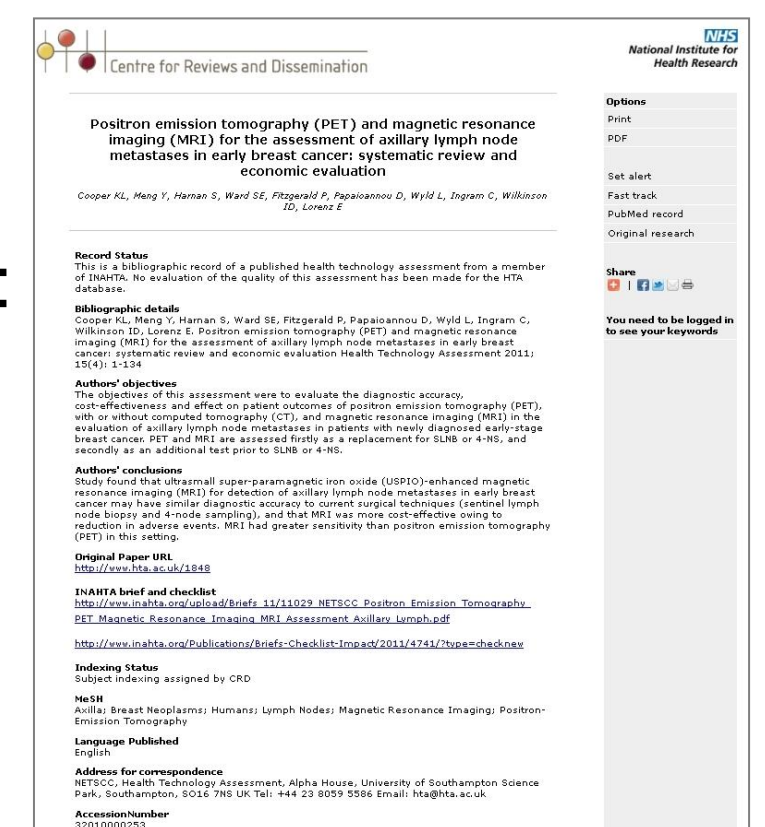 Centre for Reviews and Dissemination
NHS
National Institute for
Health Research
Positron emission tomography (PET) and magnetic resonance
imaging (MRI) for the assessment of axillary lymph node
metastases in early breast cancer: systematic review and
economic evaluation
Cooper KL, Meng Y, Harnan S, Ward SE, Fitzgerald P, Papaioannou D, Wyld L, Ingram C, Wilkinson
ID, Lorenz E
Record Status
This is a bibliographic record of a published health technology assessment from a member
of INAHTA. No evaluation of the quality of this assessment has been made for the HTA
database.
Bibliographic details
Cooper KL, Meng Y, Harnan S, Ward SE, Fitzgerald P, Papaioannou D, Wyld L, Ingram C,
Wilkinson ID, Lorenz E. Positron emission tomography (PET) and magnetic resonance
imaging (MRI) for the assessment of axillary lymph node metastases in early breast
cancer: systematic review and economic evaluation Health Technology Assessment 2011;
15(4): 1-134
Authors' objectives
The objectives of this assessment were to evaluate the diagnostic accuracy,
cost-effectiveness and effect on patient outcomes of positron emission tomography (PET),
with or without computed tomography (CT), and magnetic resonance imaging (MRI) in the
evaluation of axillary lymph node metastases in patients with newly diagnosed early-stage
breast cancer. PET and MRI are assessed firstly as a replacement for SLNB or 4-NS, and
secondly as an additional test prior to SLNB or 4-NS.
Authors' conclusions
Study found that ultrasmall super-paramagnetic iron oxide (USPIO)-enhanced magnetic
resonance imaging (MRI) for detection of axillary lymph node metastases in early breast
cancer may have similar diagnostic accuracy to current surgical techniques (sentinel lymph
node biopsy and 4-node sampling), and that MRI was more cost-effective owing to
reduction in adverse events. MRI had greater sensitivity than positron emission tomography
(PET) in this setting.
Original Paper URL
http://www.hta.ac.uk/1848
INAHTA brief and checklist
http://www.inahta.org/upload/Briefs_11/11029_NETSCC_Positron_Emission_Tomography_
PET_Magnetic_Resonance_Imaging_MRI_Assessment_Axillary_Lymph.pdf
http://www.inahta.org/Publications/Briefs-Checklist-Impact/2011/4741/?type=checknew
Indexing Status
Subject indexing assigned by CRD
MeSH
Axilla; Breast Neoplasms; Humans; Lymph Nodes; Magnetic Resonance Imaging; Positron-
Emission Tomography
Language Published
English
Address for correspondence
NETSCC, Health Technology Assessment, Alpha House, University of Southampton Science
Park, Southampton, SO16 7NS UK Tel: +44 23 8059 5586 Email: hta@hta.ac.uk
AccessionNumber
32010000253
Options
Print
PDF
Set alert
Fast track
PubMed record
Original research
Share
You need to be logged in
to see your keywords